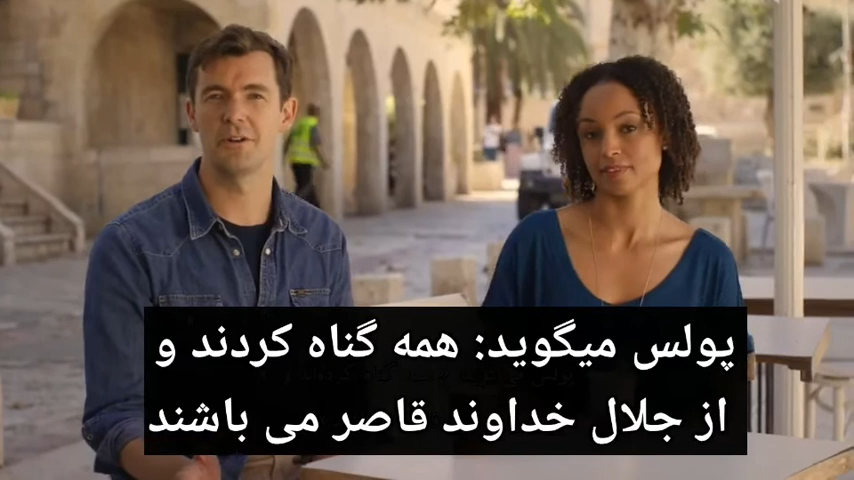 پولس میگوید: همه گناه کردند و
از جلال خداوند قاصر می باشند